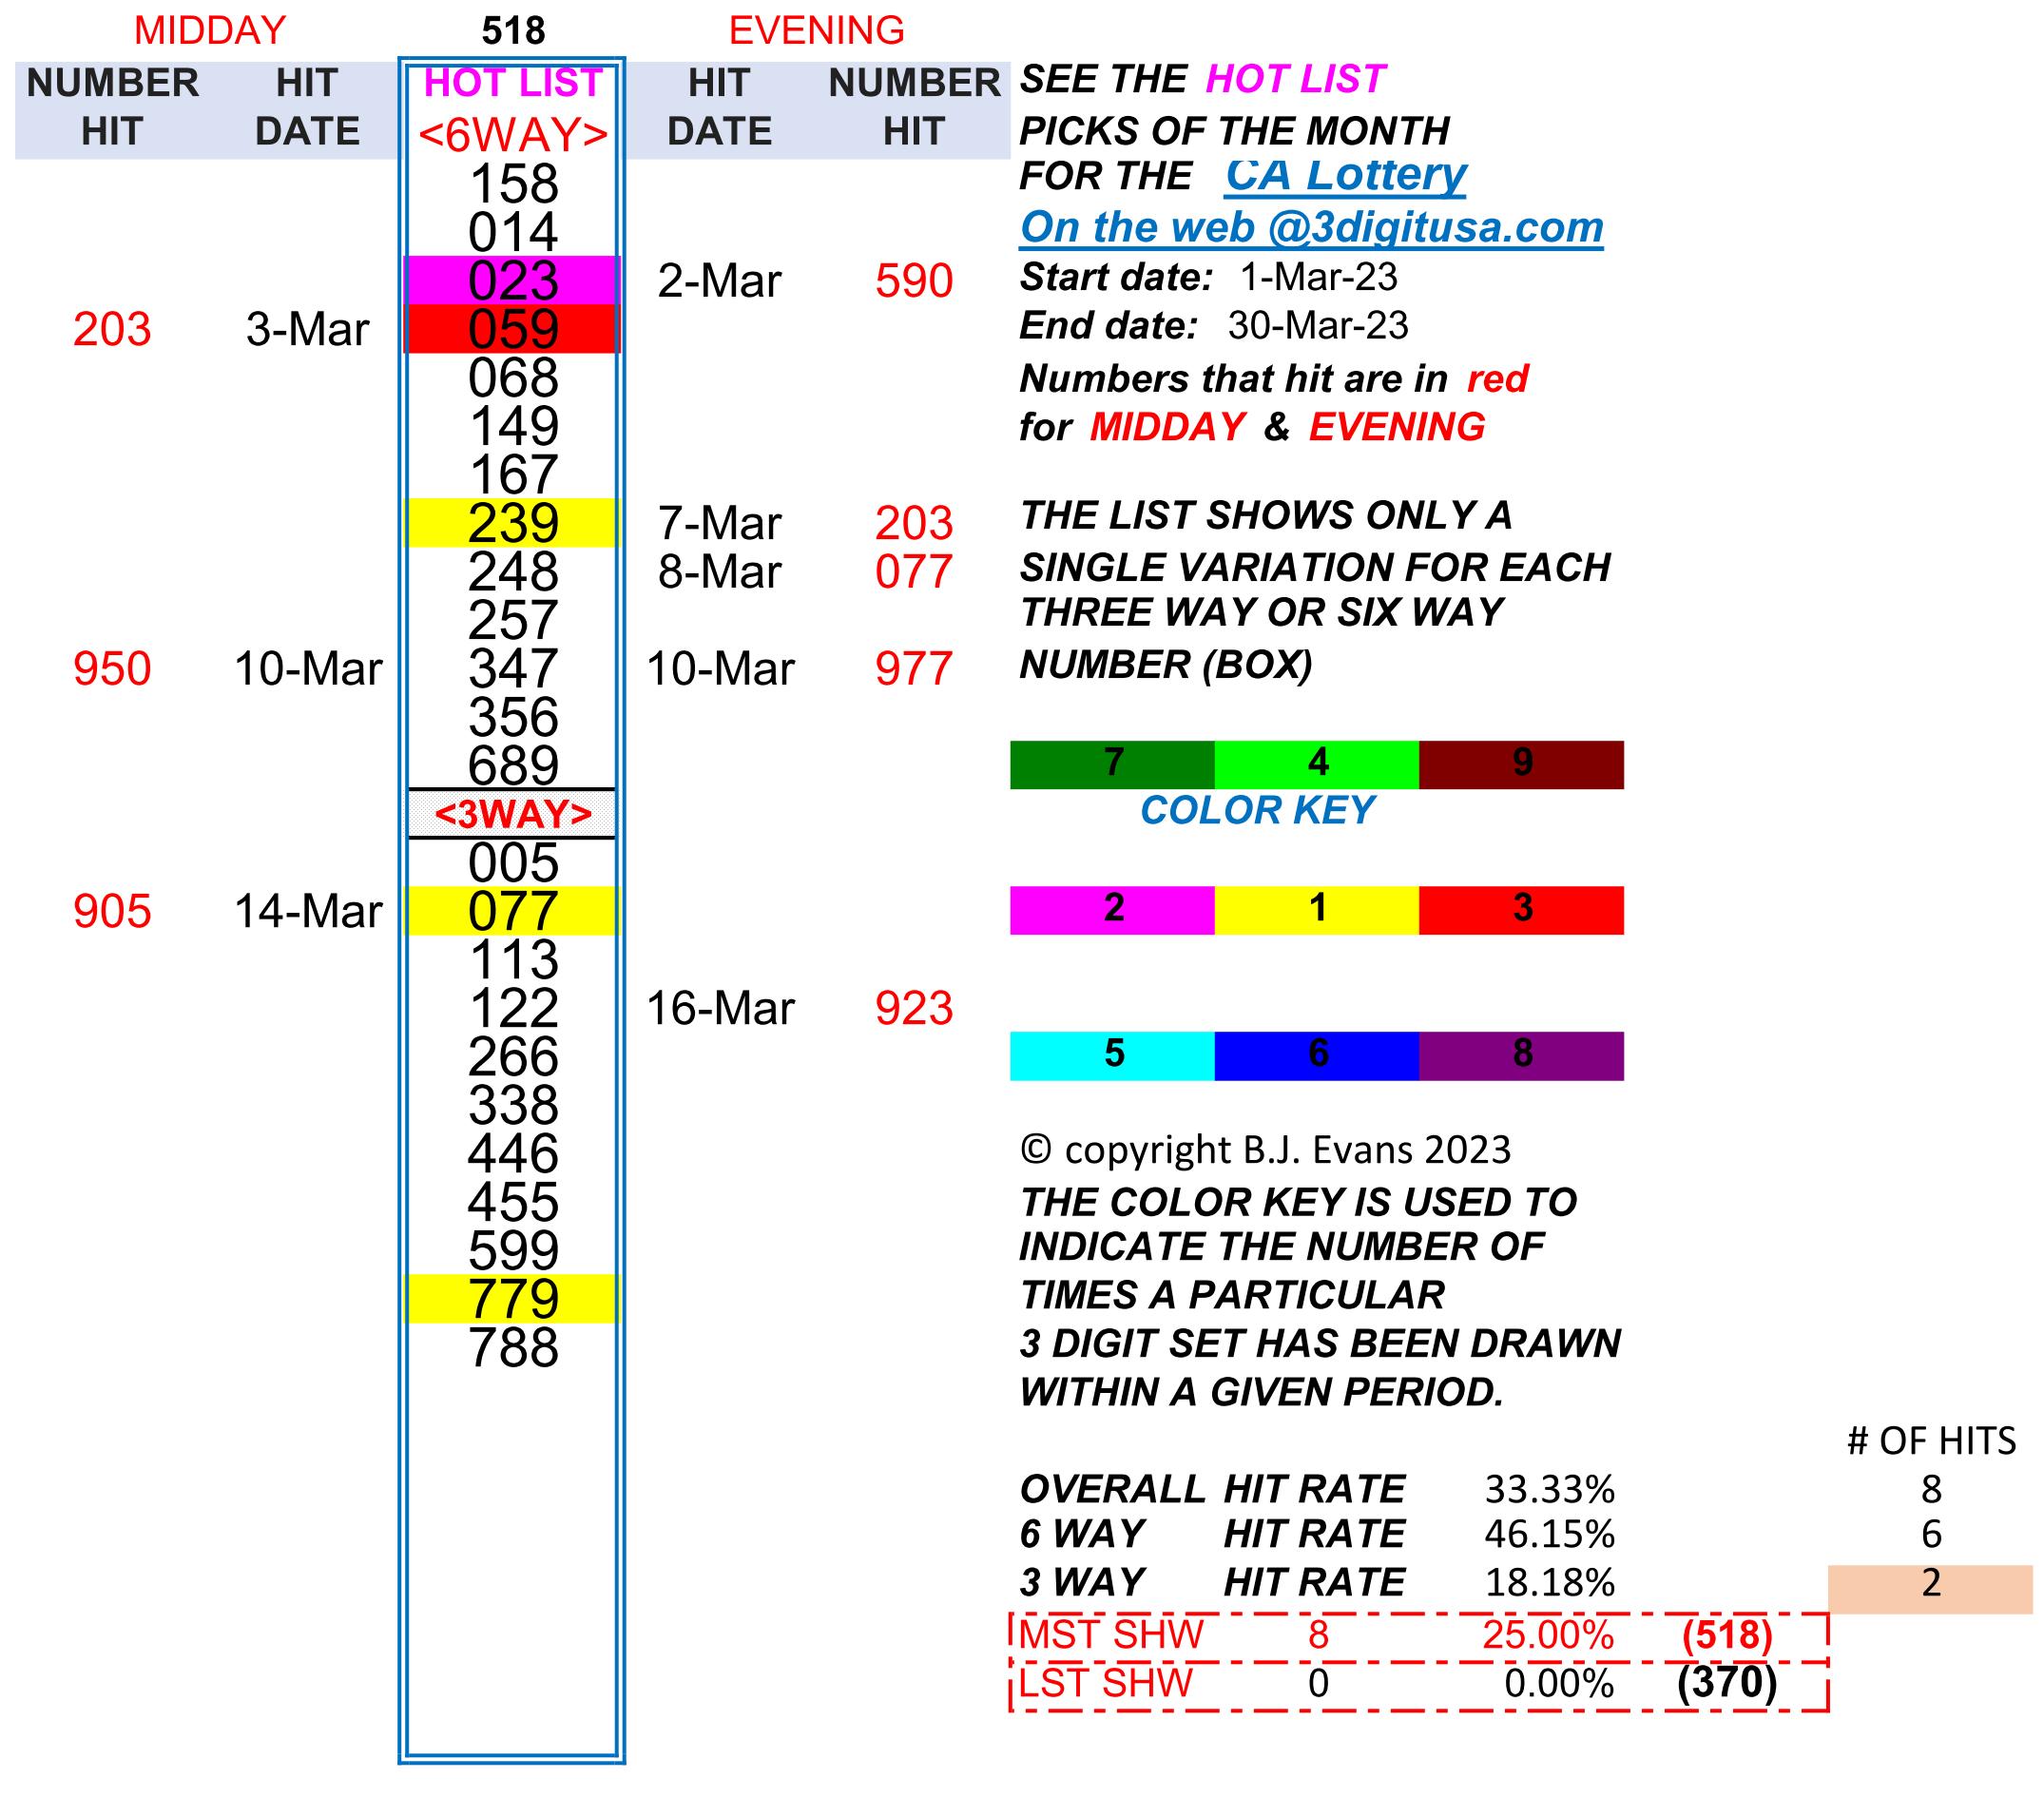 MIDDAY 518 EVENING
NUMBER HIT HOT LIST HIT NUMBER SEE THE HOT LIST
HIT DATE <6WAY> DATE HIT PICKS OF THE MONTH
158 FOR THE CA Lottery
014 On the web @3digitusa.com
023 2-Mar 590 Start date: 1-Mar-23
203 3-Mar 059 End date: 30-Mar-23
068 Numbers that hit are in red
149 for MIDDAY & EVENING
167
239 7-Mar 203 THE LIST SHOWS ONLY A
248 8-Mar 077 SINGLE VARIATION FOR EACH
257 THREE WAY OR SIX WAY
950 10-Mar 347 10-Mar 977 NUMBER (BOX)
356
689 7 4 9
<3WAY> COLOR KEY
005
905 14-Mar 077 2 1 3
113
122 16-Mar 923
266 5 6 8
338
446 © copyright B.J. Evans 2023
455 THE COLOR KEY IS USED TO
599 INDICATE THE NUMBER OF
779 TIMES A PARTICULAR
788 3 DIGIT SET HAS BEEN DRAWN
WITHIN A GIVEN PERIOD.
# OF HITS
OVERALL HIT RATE 33.33% 8
6 WAY HIT RATE 46.15% 6
3 WAY HIT RATE 18.18% 2
MST SHW 8 25.00% (518)
LST SHW 0 0.00% (370)